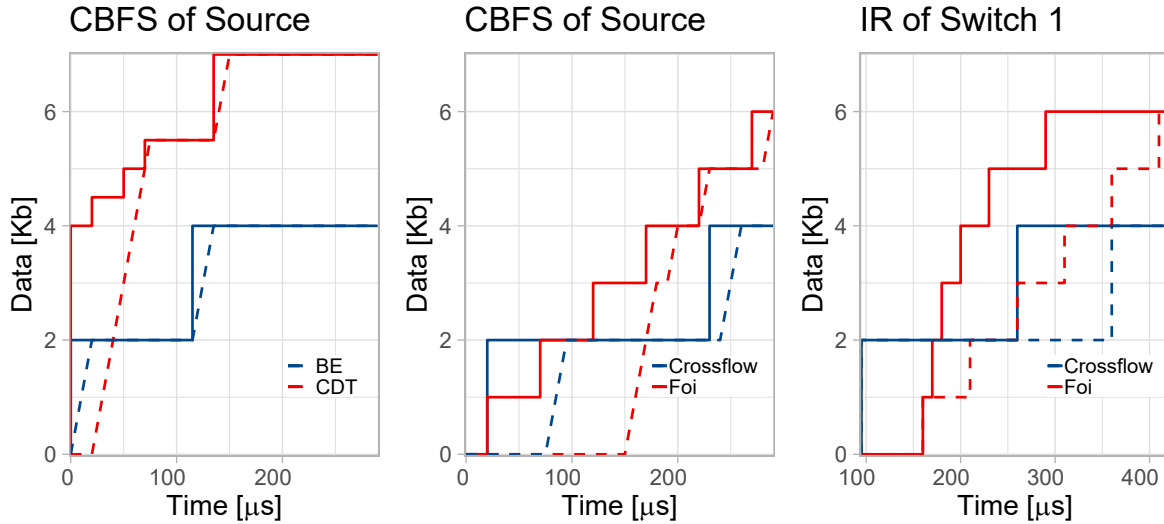 CBFS of Source
Data [Kb]
6
4
2
0
BE
CDT
0
100
200
Time [μs]
CBFS of Source
Data [Kb]
6
4
2
0
Crossflow
Foi
0
100
200
Time [μs]
IR of Switch 1
Data [Kb]
6
4
2
0
Crossflow
Foi
100
200
300
400
Time [μs]